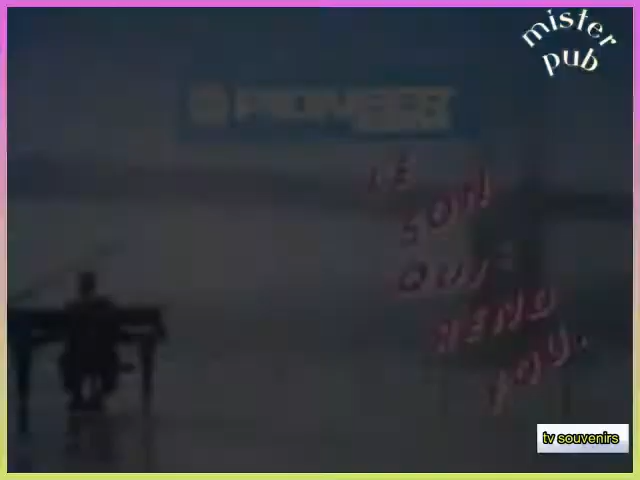 mister
pub
PIONEER
LE
SON
QUI
REND
FOU.
tv souvenirs